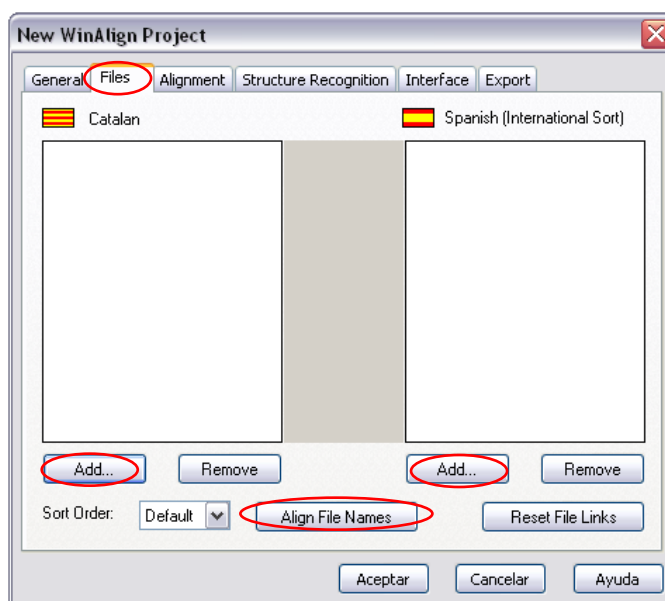 New WinAlign Project
General Files Alignment Structure Recognition Interface Export
Catalan Spanish (International Sort)
Add... Remove Add... Remove
Sort Order: Default Align File Names Reset File Links
Aceptar Cancelar Ayuda